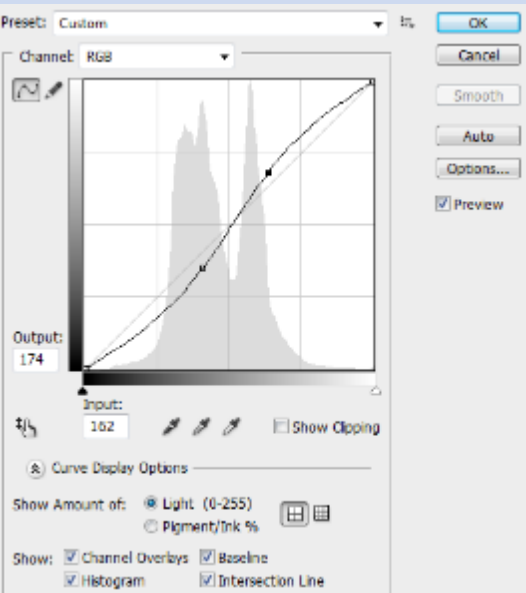 Preset: Custom
OK
Channel: RGB
Cancel
Smooth
Auto
Options...
Preview
Output:
174
Input:
162
Show Clipping
Curve Display Options
Show Amount of: Light (0-255)
Pigment/Ink %
Show: Channel Overlays Baseline
Histogram Intersection Line